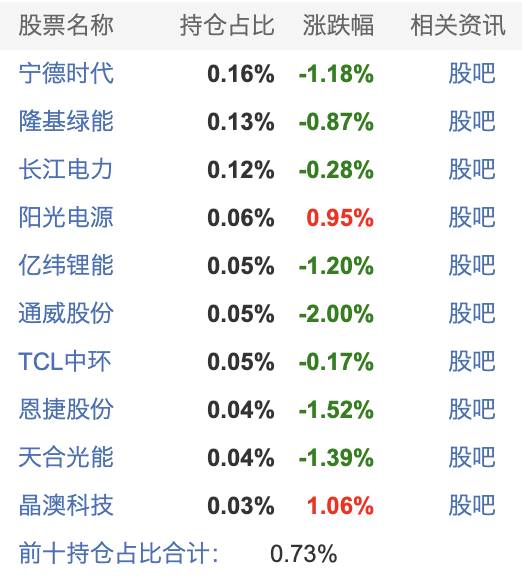 股票名称 持仓占比 涨跌幅 相关资讯
宁德时代 0.16% -1.18% 股吧
隆基绿能 0.13% -0.87% 股吧
长江电力 0.12% -0.28% 股吧
阳光电源 0.06% 0.95% 股吧
亿纬锂能 0.05% -1.20% 股吧
通威股份 0.05% -2.00% 股吧
TCL中环 0.05% -0.17% 股吧
恩捷股份 0.04% -1.52% 股吧
天合光能 0.04% -1.39% 股吧
晶澳科技 0.03% 1.06% 股吧
前十持仓占比合计: 0.73%